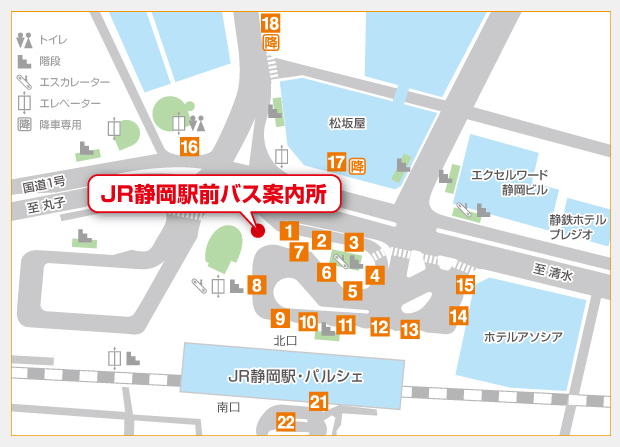 18
降
トイレ
階段
エスカレーター
エレベーター
降 降車専用
16
松坂屋
17 降
エクセルワード
静岡ビル
国道1号
至 丸子
JR静岡駅前バス案内所
静鉄ホテル
プレジオ
1
2
3
7
6
4
5
8
15
至 清水
9
10
11
12
13
14
北口
ホテルアソシア
JR静岡駅・パルシェ
南口
21
22